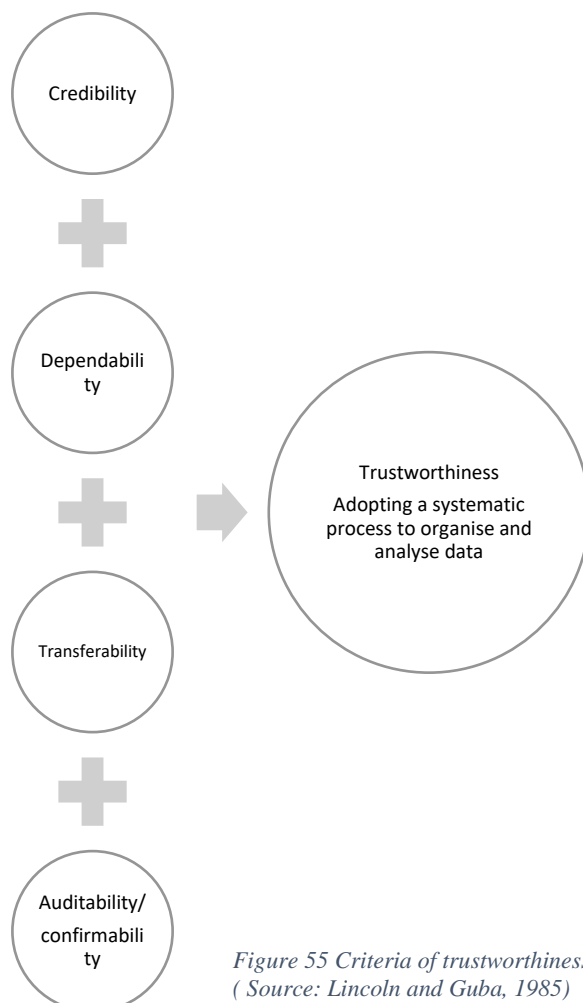 Credibility
Dependabili
ty
Trustworthiness
Adopting a systematic
process to organise and
analyse data
Transferability
Auditability/
confirmabili
ty
Figure 55 Criteria of trustworthiness
( Source: Lincoln and Guba, 1985)